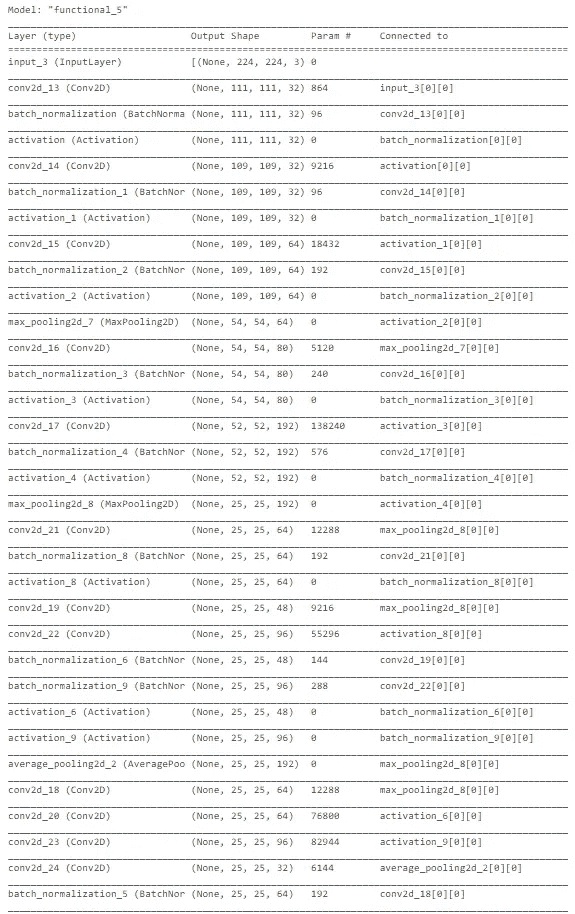 Model: "functional_5"
Layer (type) Output Shape Param # Connected to
input_3 (InputLayer) [(None, 224, 224, 3) 0
conv2d_13 (Conv2D) (None, 111, 111, 32) 864 input_3[0][0]
batch_normalization (BatchNorma (None, 111, 111, 32) 96 conv2d_13[0][0]
activation (Activation) (None, 111, 111, 32) 0 batch_normalization[0][0]
conv2d_14 (Conv2D) (None, 109, 109, 32) 9216 activation[0][0]
batch_normalization_1 (BatchNor (None, 109, 109, 32) 96 conv2d_14[0][0]
activation_1 (Activation) (None, 109, 109, 32) 0 batch_normalization_1[0][0]
conv2d_15 (Conv2D) (None, 109, 109, 64) 18432 activation_1[0][0]
batch_normalization_2 (BatchNor (None, 109, 109, 64) 192 conv2d_15[0][0]
activation_2 (Activation) (None, 109, 109, 64) 0 batch_normalization_2[0][0]
max_pooling2d_7 (MaxPooling2D) (None, 54, 54, 64) 0 activation_2[0][0]
conv2d_16 (Conv2D) (None, 54, 54, 80) 5120 max_pooling2d_7[0][0]
batch_normalization_3 (BatchNor (None, 54, 54, 80) 240 conv2d_16[0][0]
activation_3 (Activation) (None, 54, 54, 80) 0 batch_normalization_3[0][0]
conv2d_17 (Conv2D) (None, 52, 52, 192) 138240 activation_3[0][0]
batch_normalization_4 (BatchNor (None, 52, 52, 192) 576 conv2d_17[0][0]
activation_4 (Activation) (None, 52, 52, 192) 0 batch_normalization_4[0][0]
max_pooling2d_8 (MaxPooling2D) (None, 25, 25, 192) 0 activation_4[0][0]
conv2d_21 (Conv2D) (None, 25, 25, 64) 12288 max_pooling2d_8[0][0]
batch_normalization_8 (BatchNor (None, 25, 25, 64) 192 conv2d_21[0][0]
activation_8 (Activation) (None, 25, 25, 64) 0 batch_normalization_8[0][0]
conv2d_19 (Conv2D) (None, 25, 25, 48) 9216 max_pooling2d_8[0][0]
conv2d_22 (Conv2D) (None, 25, 25, 96) 55296 activation_8[0][0]
batch_normalization_6 (BatchNor (None, 25, 25, 48) 144 conv2d_19[0][0]
batch_normalization_9 (BatchNor (None, 25, 25, 96) 288 conv2d_22[0][0]
activation_6 (Activation) (None, 25, 25, 48) 0 batch_normalization_6[0][0]
activation_9 (Activation) (None, 25, 25, 96) 0 batch_normalization_9[0][0]
average_pooling2d_2 (AveragePoo (None, 25, 25, 192) 0 max_pooling2d_8[0][0]
conv2d_18 (Conv2D) (None, 25, 25, 64) 12288 max_pooling2d_8[0][0]
conv2d_20 (Conv2D) (None, 25, 25, 64) 76800 activation_6[0][0]
conv2d_23 (Conv2D) (None, 25, 25, 96) 82944 activation_9[0][0]
conv2d_24 (Conv2D) (None, 25, 25, 32) 6144 average_pooling2d_2[0][0]
batch_normalization_5 (BatchNor (None, 25, 25, 64) 192 conv2d_18[0][0]